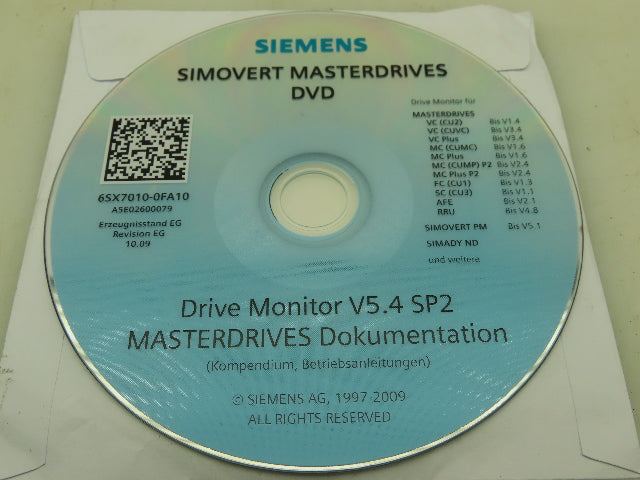 SIEMENS
SIMOVERT MASTERDRIVES
DVD
6SX7010-0FA10
A5E02600079
Erzeugnisstand EG
Revision EG
10.09
Drive Monitor für
MASTERDRIVES
VC (CU2) Bis V1.4
VC (CUVC) Bis V3.4
VC Plus Bis V3.4
MC (CUMC) Bis V1.6
MC Plus Bis V1.6
MC (CUMP) P2 Bis V2.4
MC Plus P2 Bis V2.4
FC (CU1) Bis V1.3
SC (CU3) Bis V1.1
AFE Bis V2.1
RRU Bis V4.8
SIMOVERT PM Bis V5.1
SIMADY ND
und weitere
Drive Monitor V5.4 SP2
MASTERDRIVES Dokumentation
(Kompendium, Betriebsanleitungen)
© SIEMENS AG, 1997-2009
ALL RIGHTS RESERVED